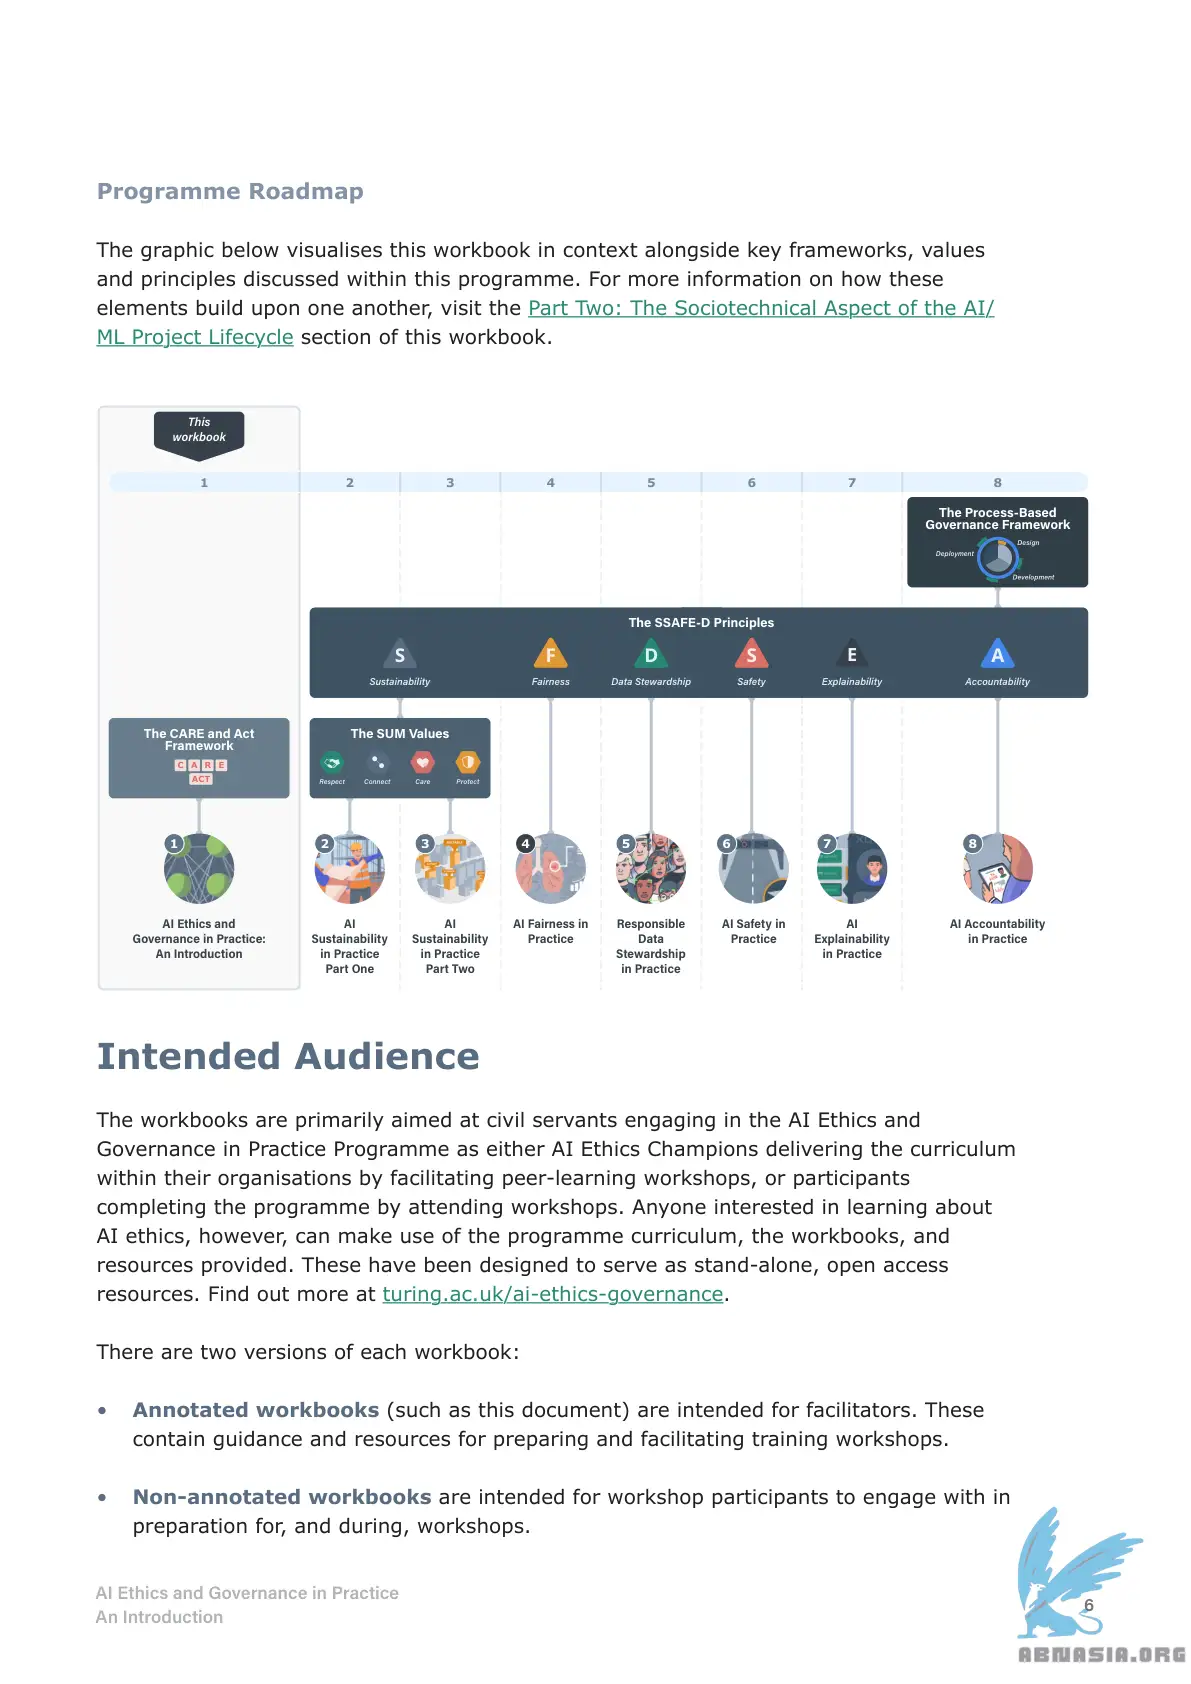 Programme Roadmap
The graphic below visualises this workbook in context alongside key frameworks, values
and principles discussed within this programme. For more information on how these
elements build upon one another, visit the Part Two: The Sociotechnical Aspect of the AI/
ML Project Lifecycle section of this workbook.
This
workbook
1 2 3 4 5 6 7 8
The Process-Based
Governance Framework
Design
Deployment
Development
The SSAFE-D Principles
S F D S E A
Sustainability Fairness Data Stewardship Safety Explainability Accountability
The CARE and Act
Framework
C A R E
ACT
The SUM Values
Respect Connect Care Protect
1 2 3 4 5 6 7 8
AI Ethics and
Governance in Practice:
An Introduction
AI
Sustainability
in Practice
Part One
AI
Sustainability
in Practice
Part Two
AI Fairness in
Practice
Responsible
Data
Stewardship
in Practice
AI Safety in
Practice
AI
Explainability
in Practice
AI Accountability
in Practice
Intended Audience
The workbooks are primarily aimed at civil servants engaging in the AI Ethics and
Governance in Practice Programme as either AI Ethics Champions delivering the curriculum
within their organisations by facilitating peer-learning workshops, or participants
completing the programme by attending workshops. Anyone interested in learning about
AI ethics, however, can make use of the programme curriculum, the workbooks, and
resources provided. These have been designed to serve as stand-alone, open access
resources. Find out more at turing.ac.uk/ai-ethics-governance.
There are two versions of each workbook:
• Annotated workbooks (such as this document) are intended for facilitators. These
contain guidance and resources for preparing and facilitating training workshops.
• Non-annotated workbooks are intended for workshop participants to engage with in
preparation for, and during, workshops.
AI Ethics and Governance in Practice
An Introduction
6
ABNASIA.ORG